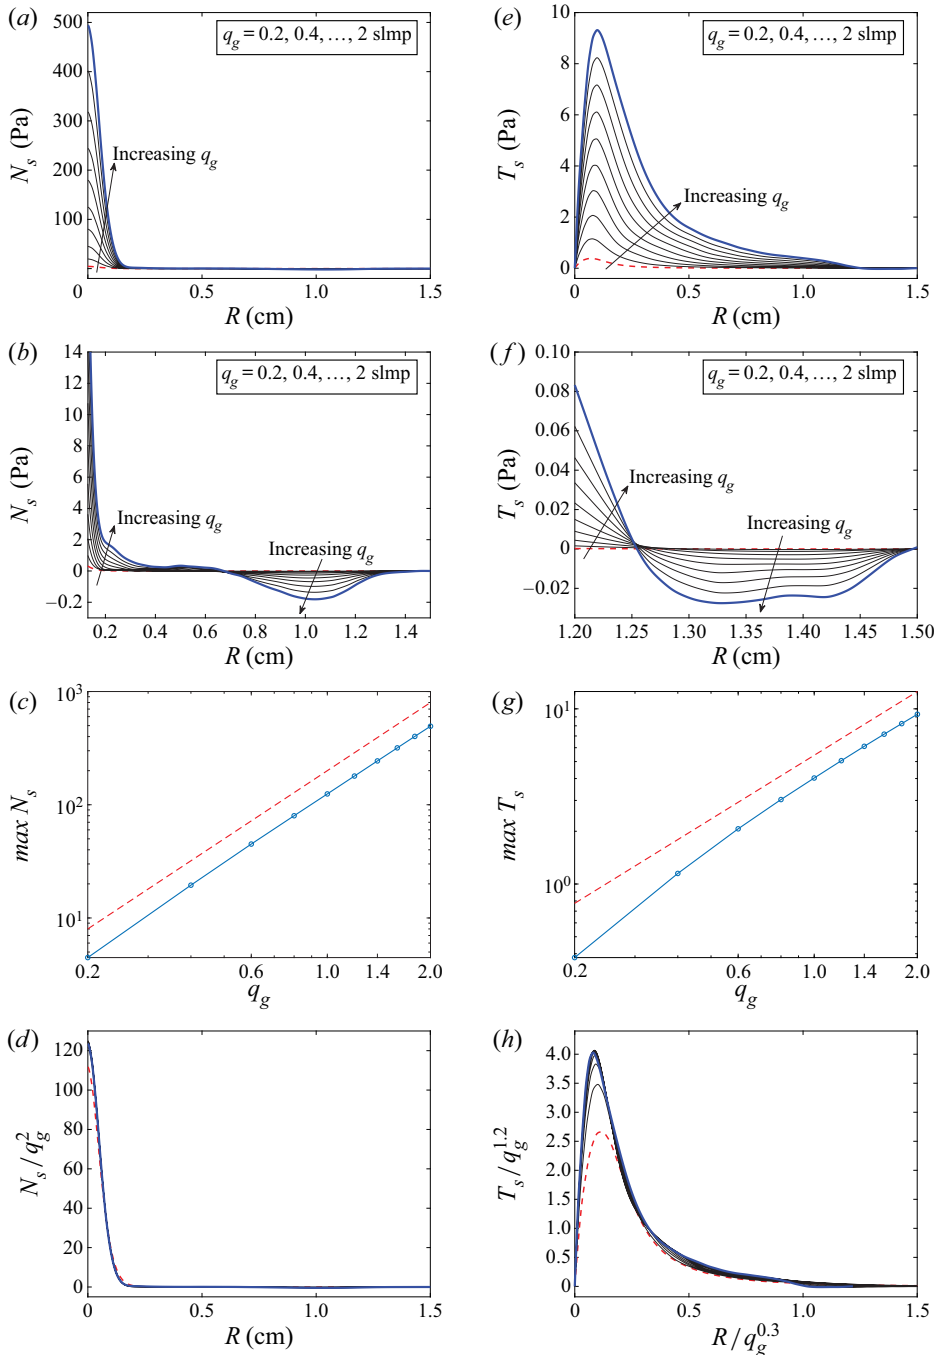 (a)
N_s (Pa)
500
400
300
200
100
q_g = 0.2, 0.4, …, 2 slmp
Increasing q_g
0
0.5
1.0
1.5
R (cm)
(e)
T_s (Pa)
10
8
6
4
2
0
q_g = 0.2, 0.4, …, 2 slmp
Increasing q_g
0
0.5
1.0
1.5
R (cm)
(b)
N_s (Pa)
14
12
10
8
6
4
2
0
−0.2
q_g = 0.2, 0.4, …, 2 slmp
Increasing q_g
Increasing q_g
0.2
0.4
0.6
0.8
1.0
1.2
1.4
R (cm)
(f)
T_s (Pa)
0.10
0.08
0.06
0.04
0.02
0
−0.02
q_g = 0.2, 0.4, …, 2 slmp
Increasing q_g
Increasing q_g
1.20
1.25
1.30
1.35
1.40
1.45
1.50
R (cm)
(c)
max N_s
10^3
10^2
10^1
0.2
0.6
1.0
1.4
2.0
q_g
(g)
max T_s
10^1
10^0
0.2
0.6
1.0
1.4
2.0
q_g
(d)
N_s/q_g^2
120
100
80
60
40
20
0
0
0.5
1.0
1.5
R (cm)
(h)
T_s/q_g^1.2
4.0
3.5
3.0
2.5
2.0
1.5
1.0
0.5
0
0
0.5
1.0
1.5
R/q_g^0.3